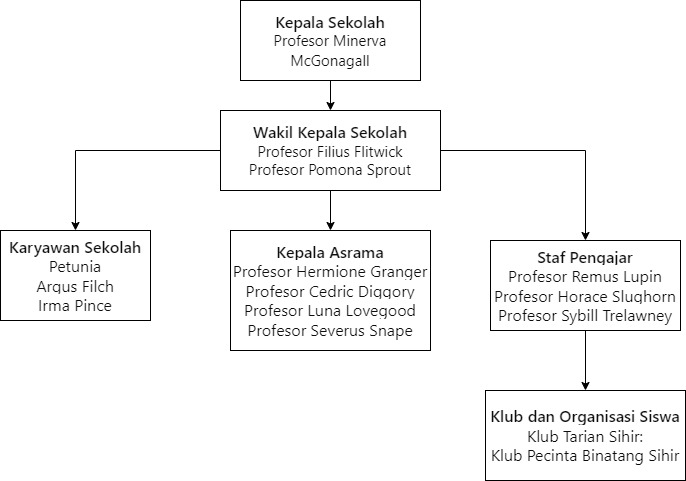 Kepala Sekolah
Profesor Minerva
McGonagall
Wakil Kepala Sekolah
Profesor Filius Flitwick
Profesor Pomona Sprout
Karyawan Sekolah
Petunia
Argus Filch
Irma Pince
Kepala Asrama
Profesor Hermione Granger
Profesor Cedric Diggory
Profesor Luna Lovegood
Profesor Severus Snape
Staf Pengajar
Profesor Remus Lupin
Profesor Horace Slughorn
Profesor Sybill Trelawney
Klub dan Organisasi Siswa
Klub Tarian Sihir:
Klub Pecinta Binatang Sihir